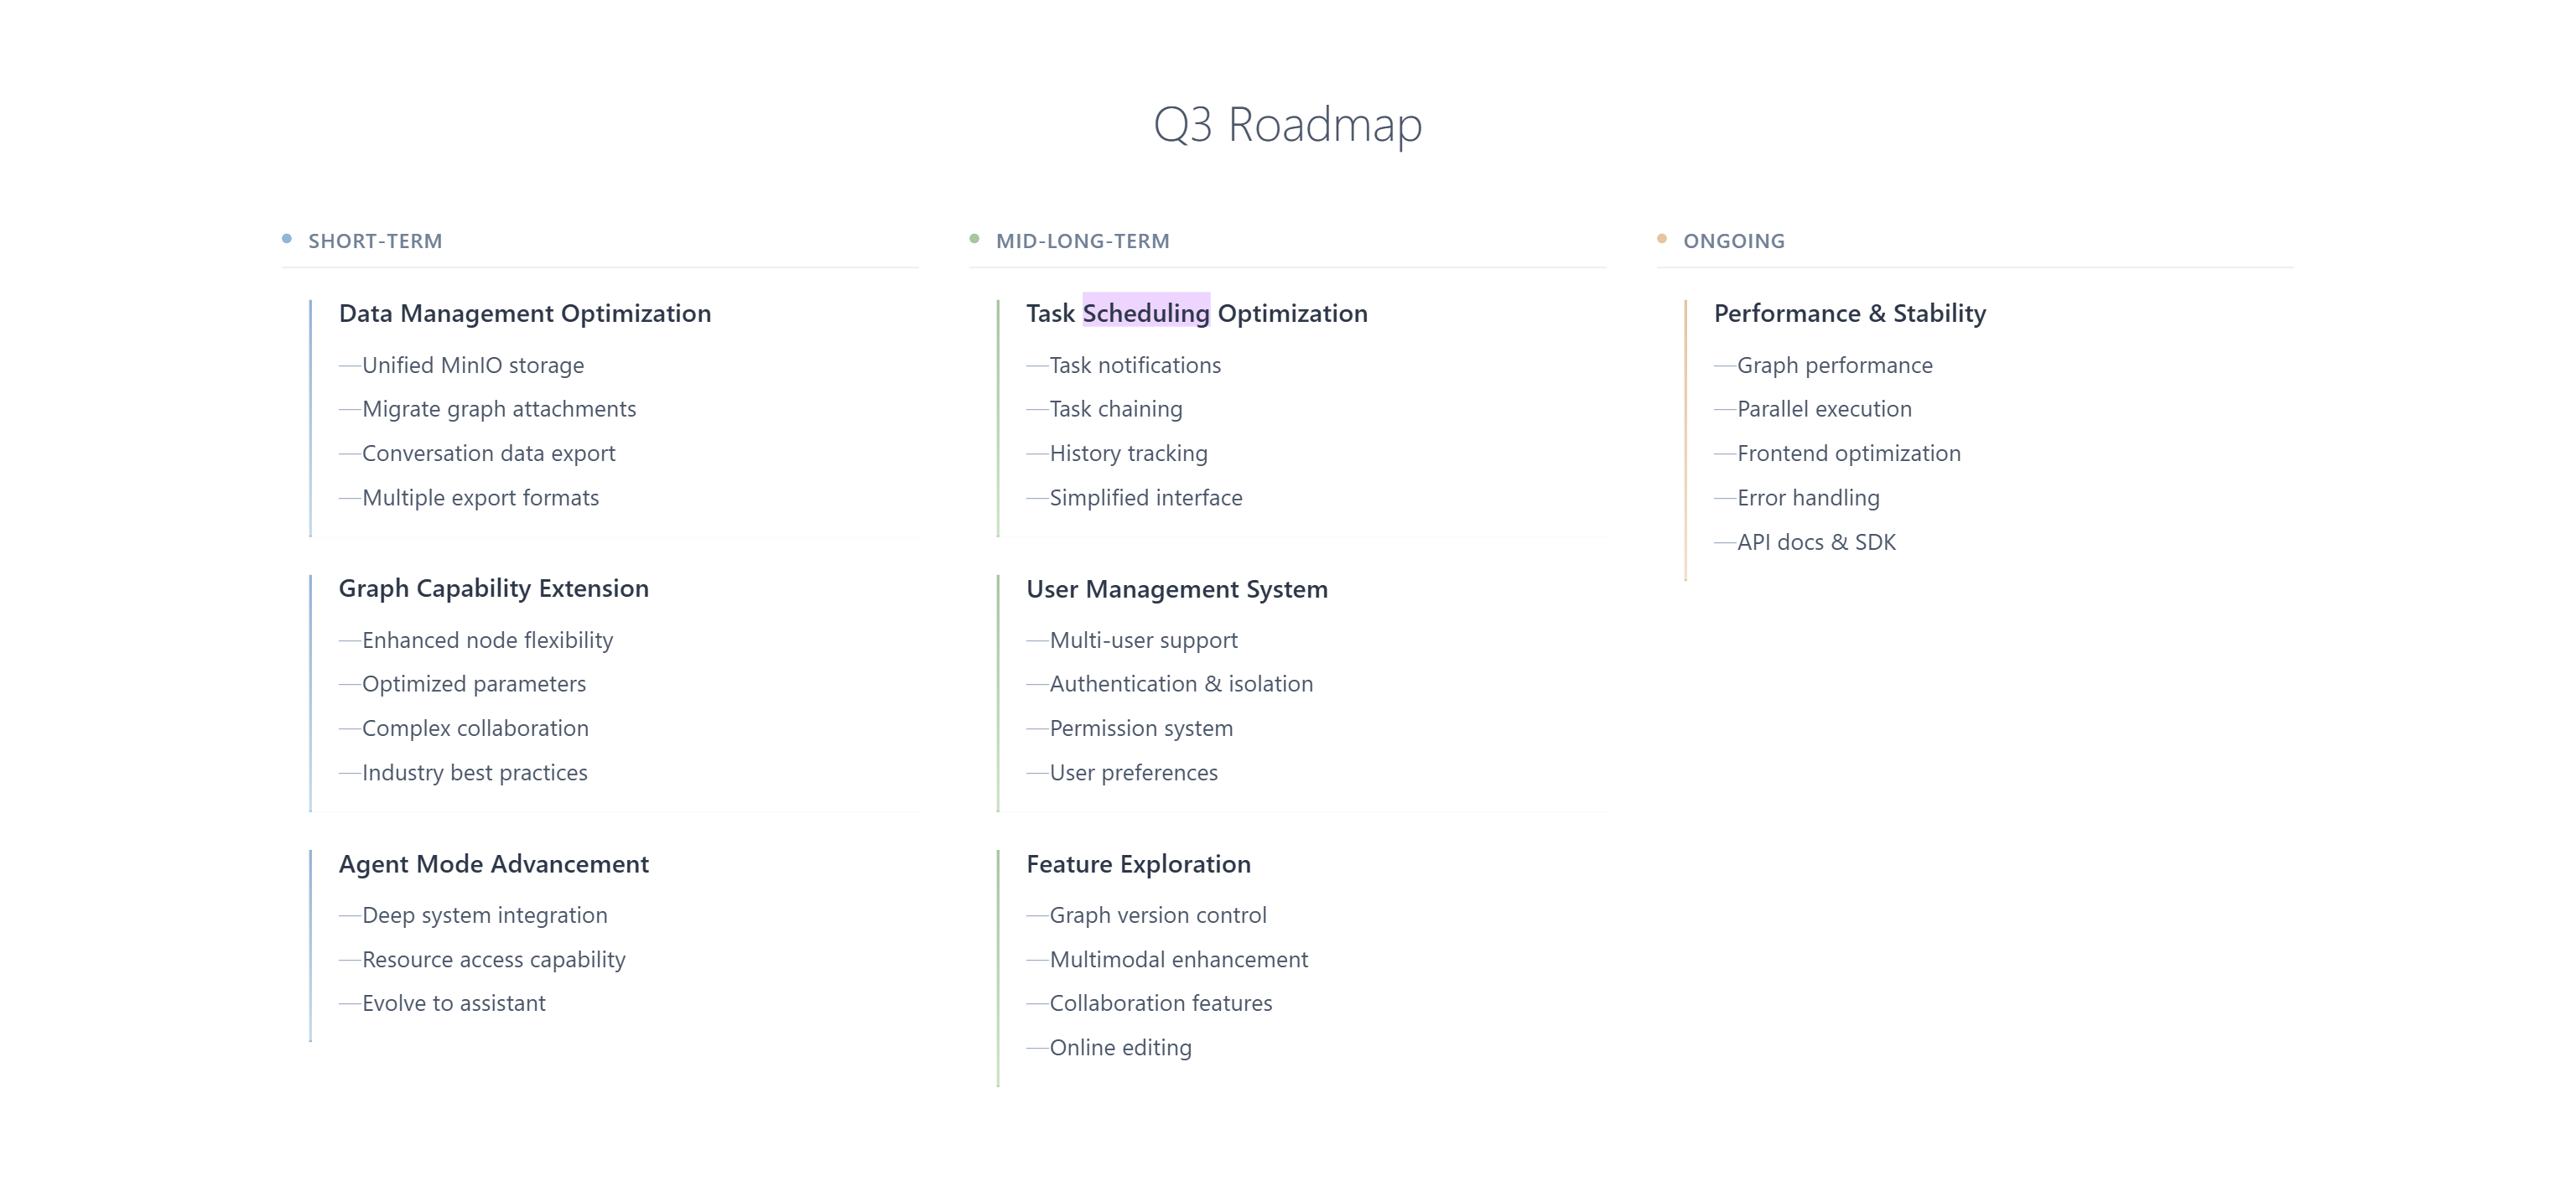 Q3 Roadmap
SHORT-TERM
Data Management Optimization
—Unified MinIO storage
—Migrate graph attachments
—Conversation data export
—Multiple export formats
Graph Capability Extension
—Enhanced node flexibility
—Optimized parameters
—Complex collaboration
—Industry best practices
Agent Mode Advancement
—Deep system integration
—Resource access capability
—Evolve to assistant
MID-LONG-TERM
Task Scheduling Optimization
—Task notifications
—Task chaining
—History tracking
—Simplified interface
User Management System
—Multi-user support
—Authentication & isolation
—Permission system
—User preferences
Feature Exploration
—Graph version control
—Multimodal enhancement
—Collaboration features
—Online editing
ONGOING
Performance & Stability
—Graph performance
—Parallel execution
—Frontend optimization
—Error handling
—API docs & SDK